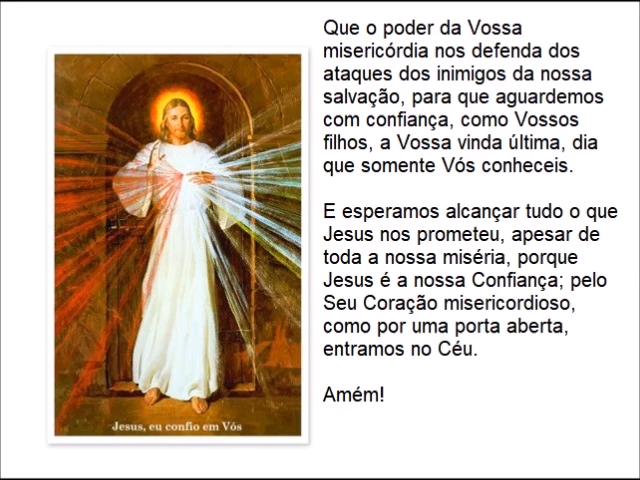 Que o poder da Vossa
misericórdia nos defenda dos
ataques dos inimigos da nossa
salvação, para que aguardemos
com confiança, como Vossos
filhos, a Vossa vinda última, dia
que somente Vós conheceis.
E esperamos alcançar tudo o que
Jesus nos prometeu, apesar de
toda a nossa miséria, porque
Jesus é a nossa Confiança; pelo
Seu Coração misericordioso,
como por uma porta aberta,
entramos no Céu.
Amém!
Jesus, eu confio em Vós